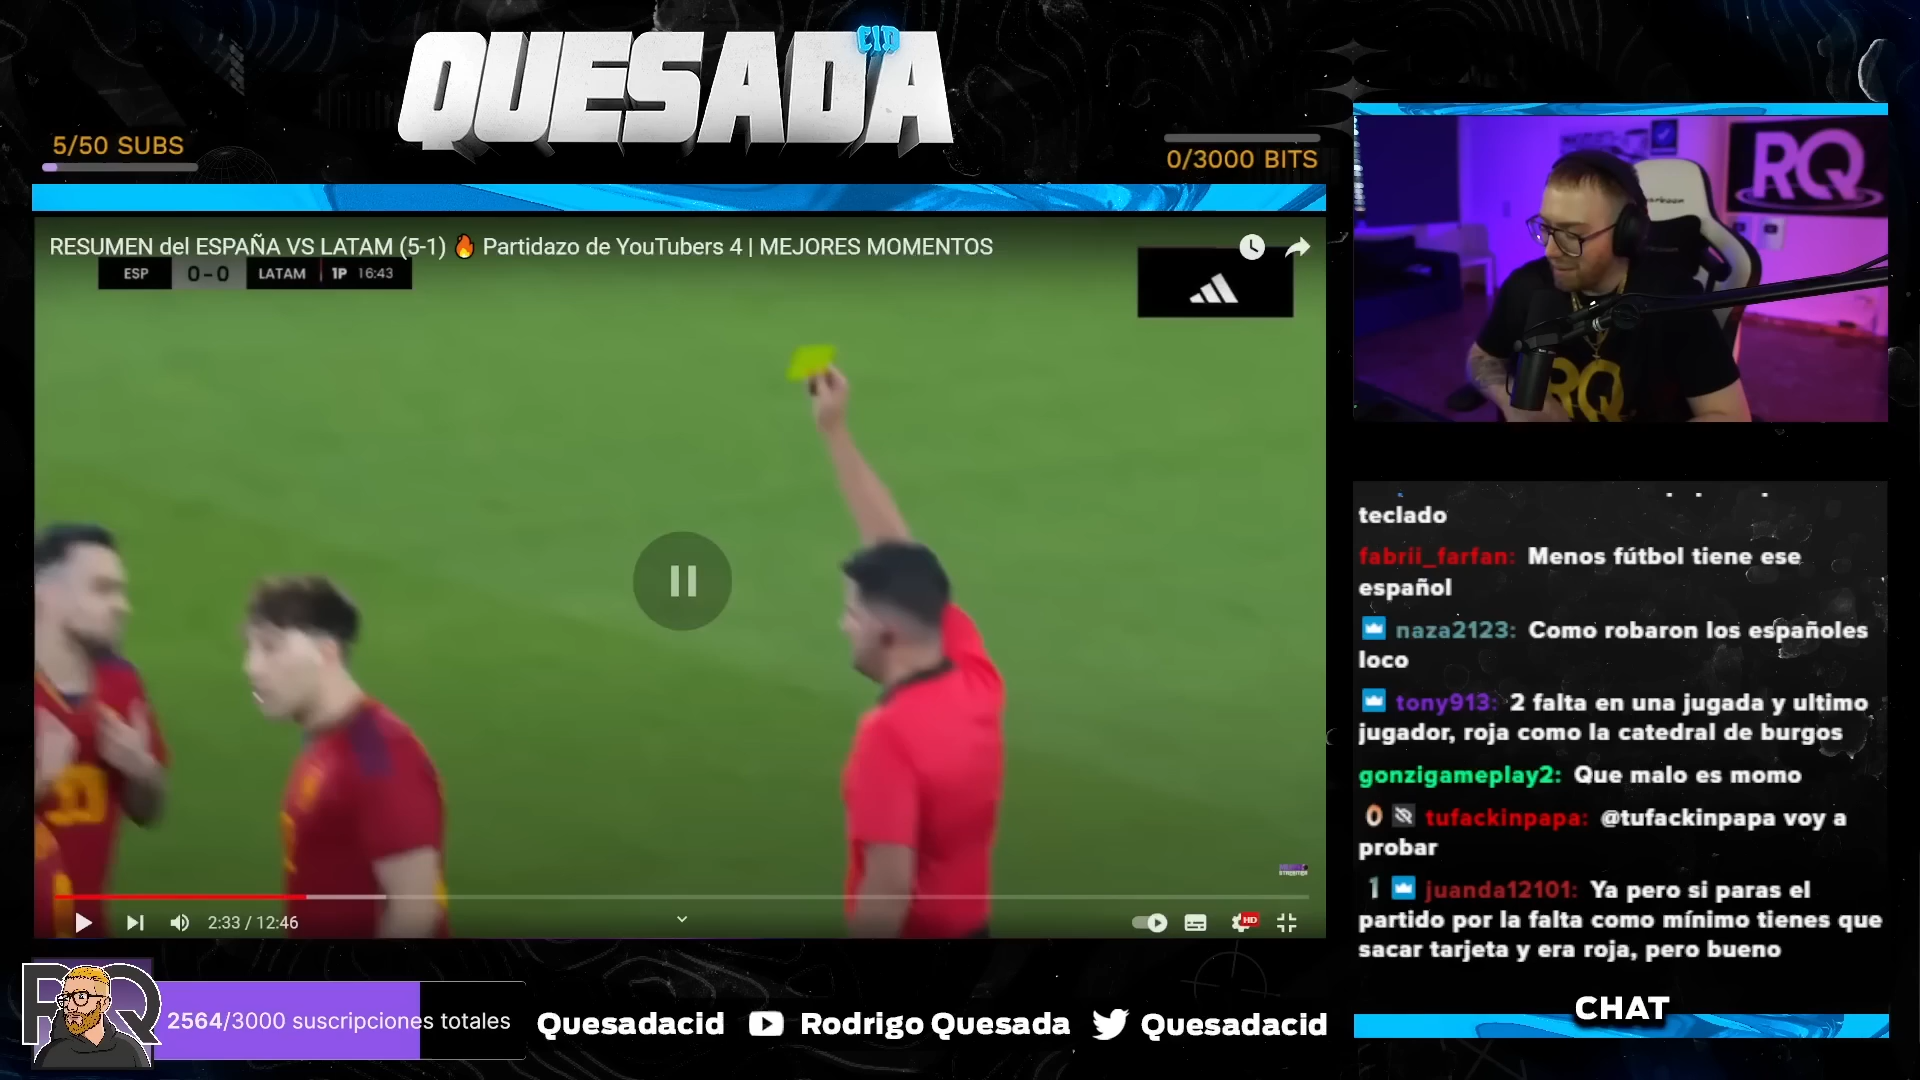 QUESADA
CID
5/50 SUBS
0/3000 BITS
RESUMEN del ESPAÑA VS LATAM (5-1) 🔥 Partidazo de YouTubers 4 | MEJORES MOMENTOS
ESP 0-0 LATAM 1P 16:43
RQ
RQ
teclado
fabrii_farfan: Menos fútbol tiene ese
español
naza2123: Como robaron los españoles
loco
tony913: 2 falta en una jugada y ultimo
jugador, roja como la catedral de burgos
gonzigameplay2: Que malo es momo
0 tufackinpapa: @tufackinpapa voy a
probar
1 juanda12101: Ya pero si paras el
partido por la falta como mínimo tienes que
sacar tarjeta y era roja, pero bueno
2:33 / 12:46
HD
CHAT
RQ
2564/3000 suscripciones totales
Quesadacid
Rodrigo Quesada
Quesadacid